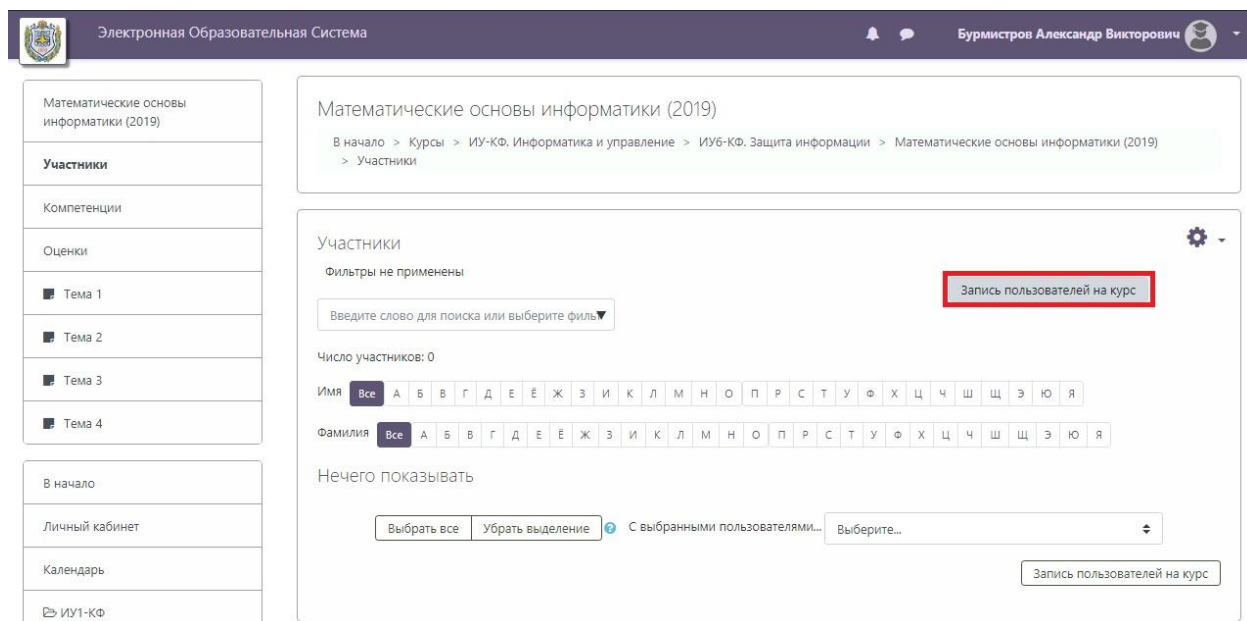 Электронная Образовательная Система
Бурмистров Александр Викторович
Математические основы
информатики (2019)
Участники
Компетенции
Оценки
Тема 1
Тема 2
Тема 3
Тема 4
В начало
Личный кабинет
Календарь
ИУ1-КФ
Математические основы информатики (2019)
В начало > Курсы > ИУ-КФ. Информатика и управление > ИУ6-КФ. Защита информации > Математические основы информатики (2019)
> Участники
Участники
Фильтры не применены
Запись пользователей на курс
Введите слово для поиска или выберите филь
Число участников: 0
Имя Все А Б В Г Д Е Ё Ж З И К Л М Н О П Р С Т У Ф Х Ц Ч Ш Щ Э Ю Я
Фамилия Все А Б В Г Д Е Ё Ж З И К Л М Н О П Р С Т У Ф Х Ц Ч Ш Щ Э Ю Я
Нечего показывать
Выбрать все Убрать выделение ? С выбранными пользователями... Выберите...
Запись пользователей на курс